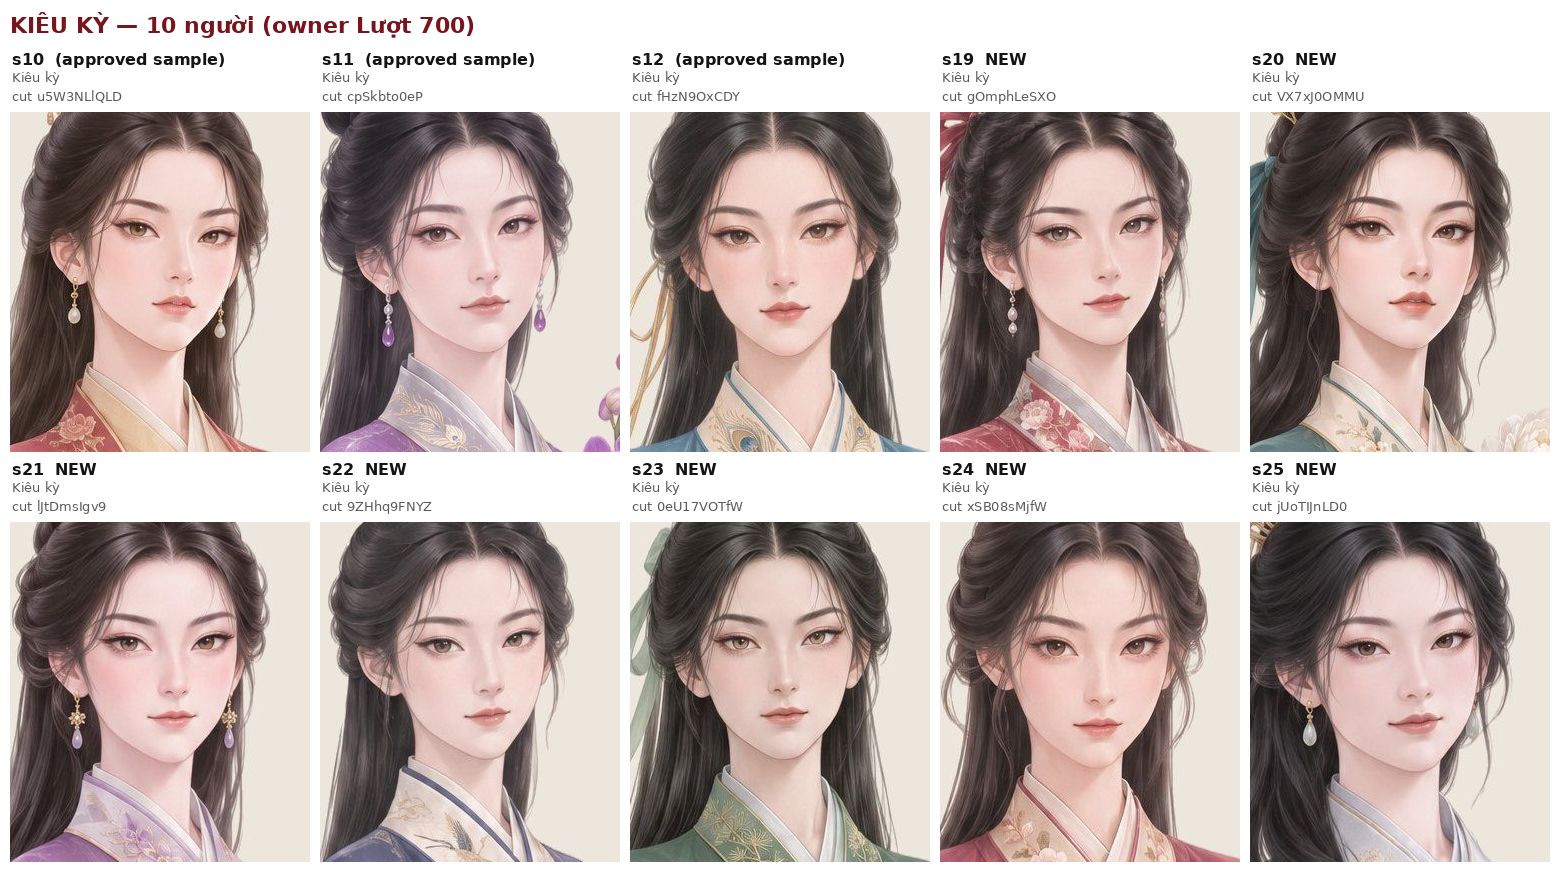 KIÊU KỲ — 10 người (owner Lượt 700)
s10 (approved sample)
Kiêu kỳ
cut u5W3NLlQLD
s11 (approved sample)
Kiêu kỳ
cut cpSkbto0eP
s12 (approved sample)
Kiêu kỳ
cut fHzN9OxCDY
s19 NEW
Kiêu kỳ
cut gOmphLeSXO
s20 NEW
Kiêu kỳ
cut VX7xJ0OMMU
s21 NEW
Kiêu kỳ
cut lJtDmsIgv9
s22 NEW
Kiêu kỳ
cut 9ZHhq9FNYZ
s23 NEW
Kiêu kỳ
cut 0eU17VOTfW
s24 NEW
Kiêu kỳ
cut xSB08sMjfW
s25 NEW
Kiêu kỳ
cut jUoTlJnLD0